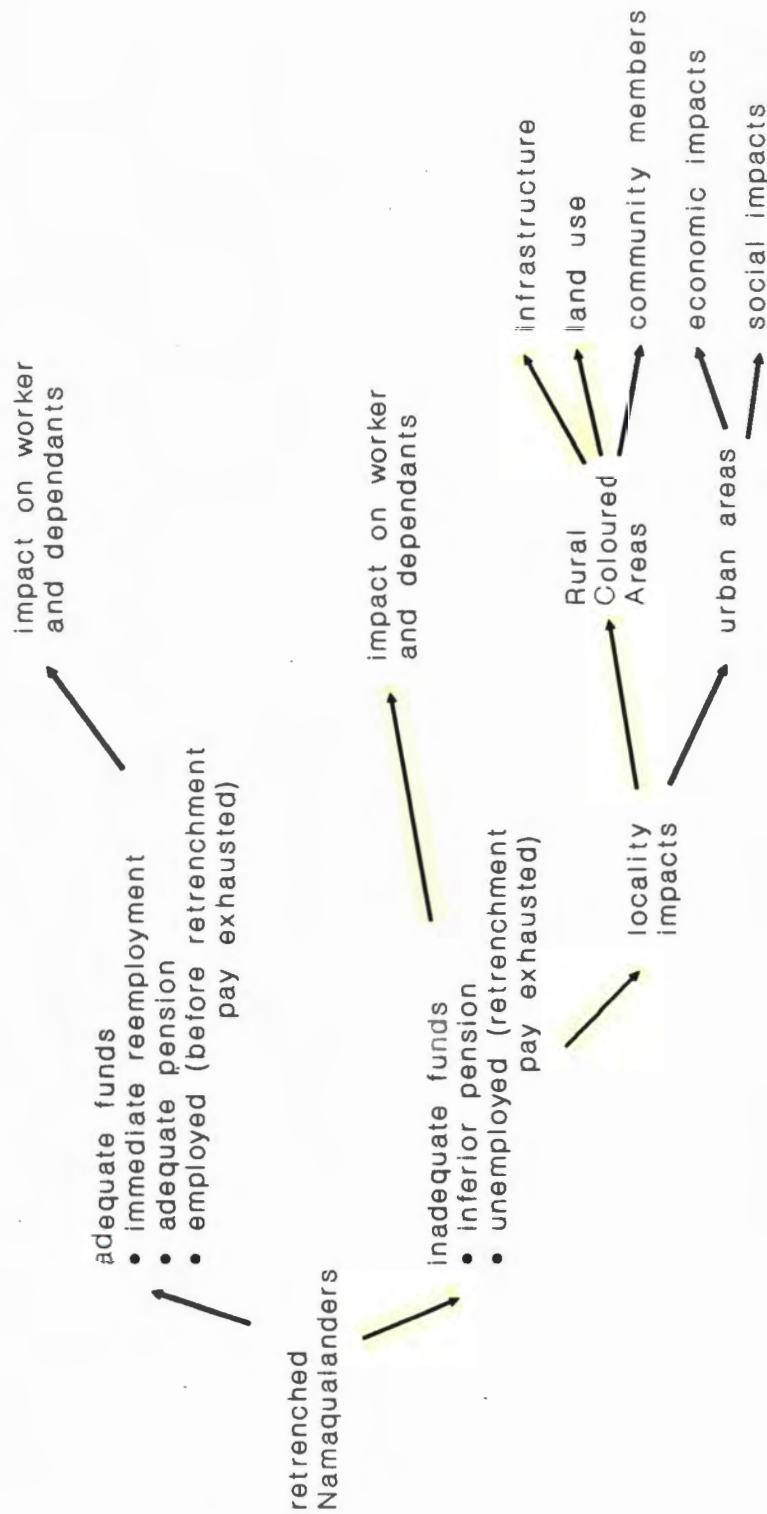 retrenched
Namaqualanders
adequate funds
• immediate reemployment
• adequate pension
• employed (before retrenchment
pay exhausted)
impact on worker
and dependants
inadequate funds
• inferior pension
• unemployed (retrenchment
pay exhausted)
impact on worker
and dependants
locality
impacts
Rural
Coloured
Areas
infrastructure
land use
community members
urban areas
economic impacts
social impacts